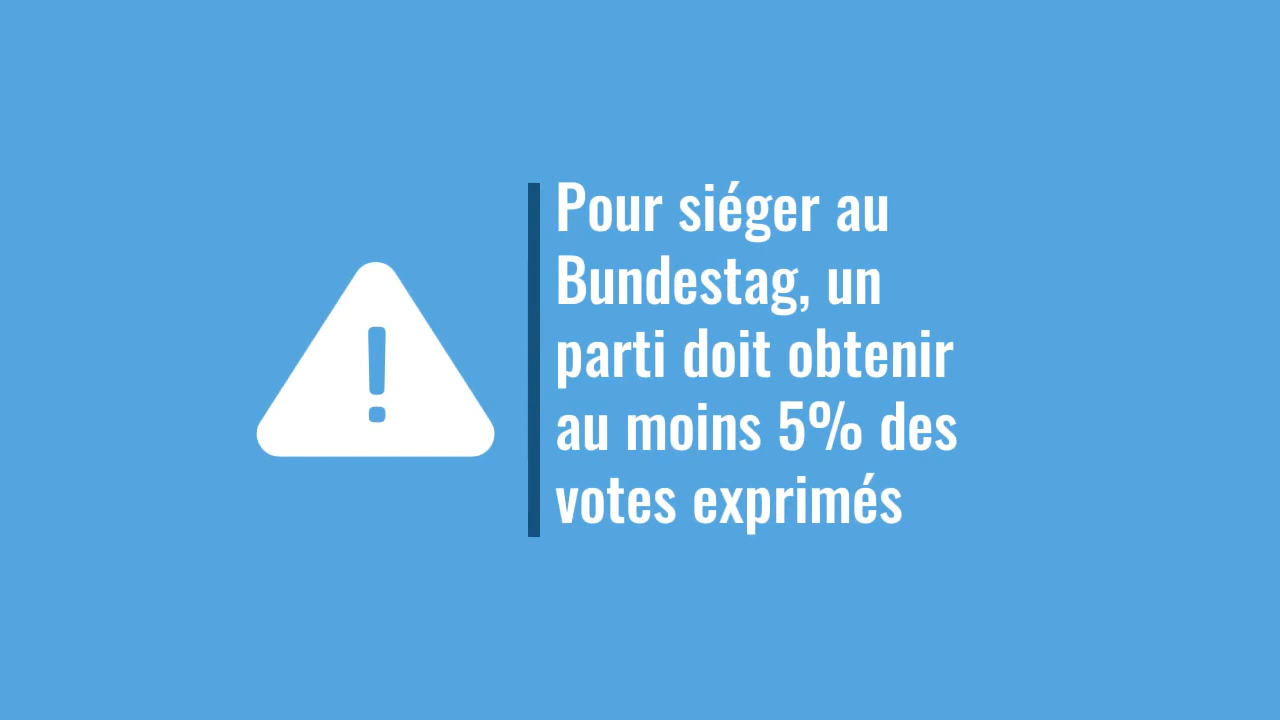 Pour siéger au
Bundestag, un
parti doit obtenir
au moins 5% des
votes exprimés